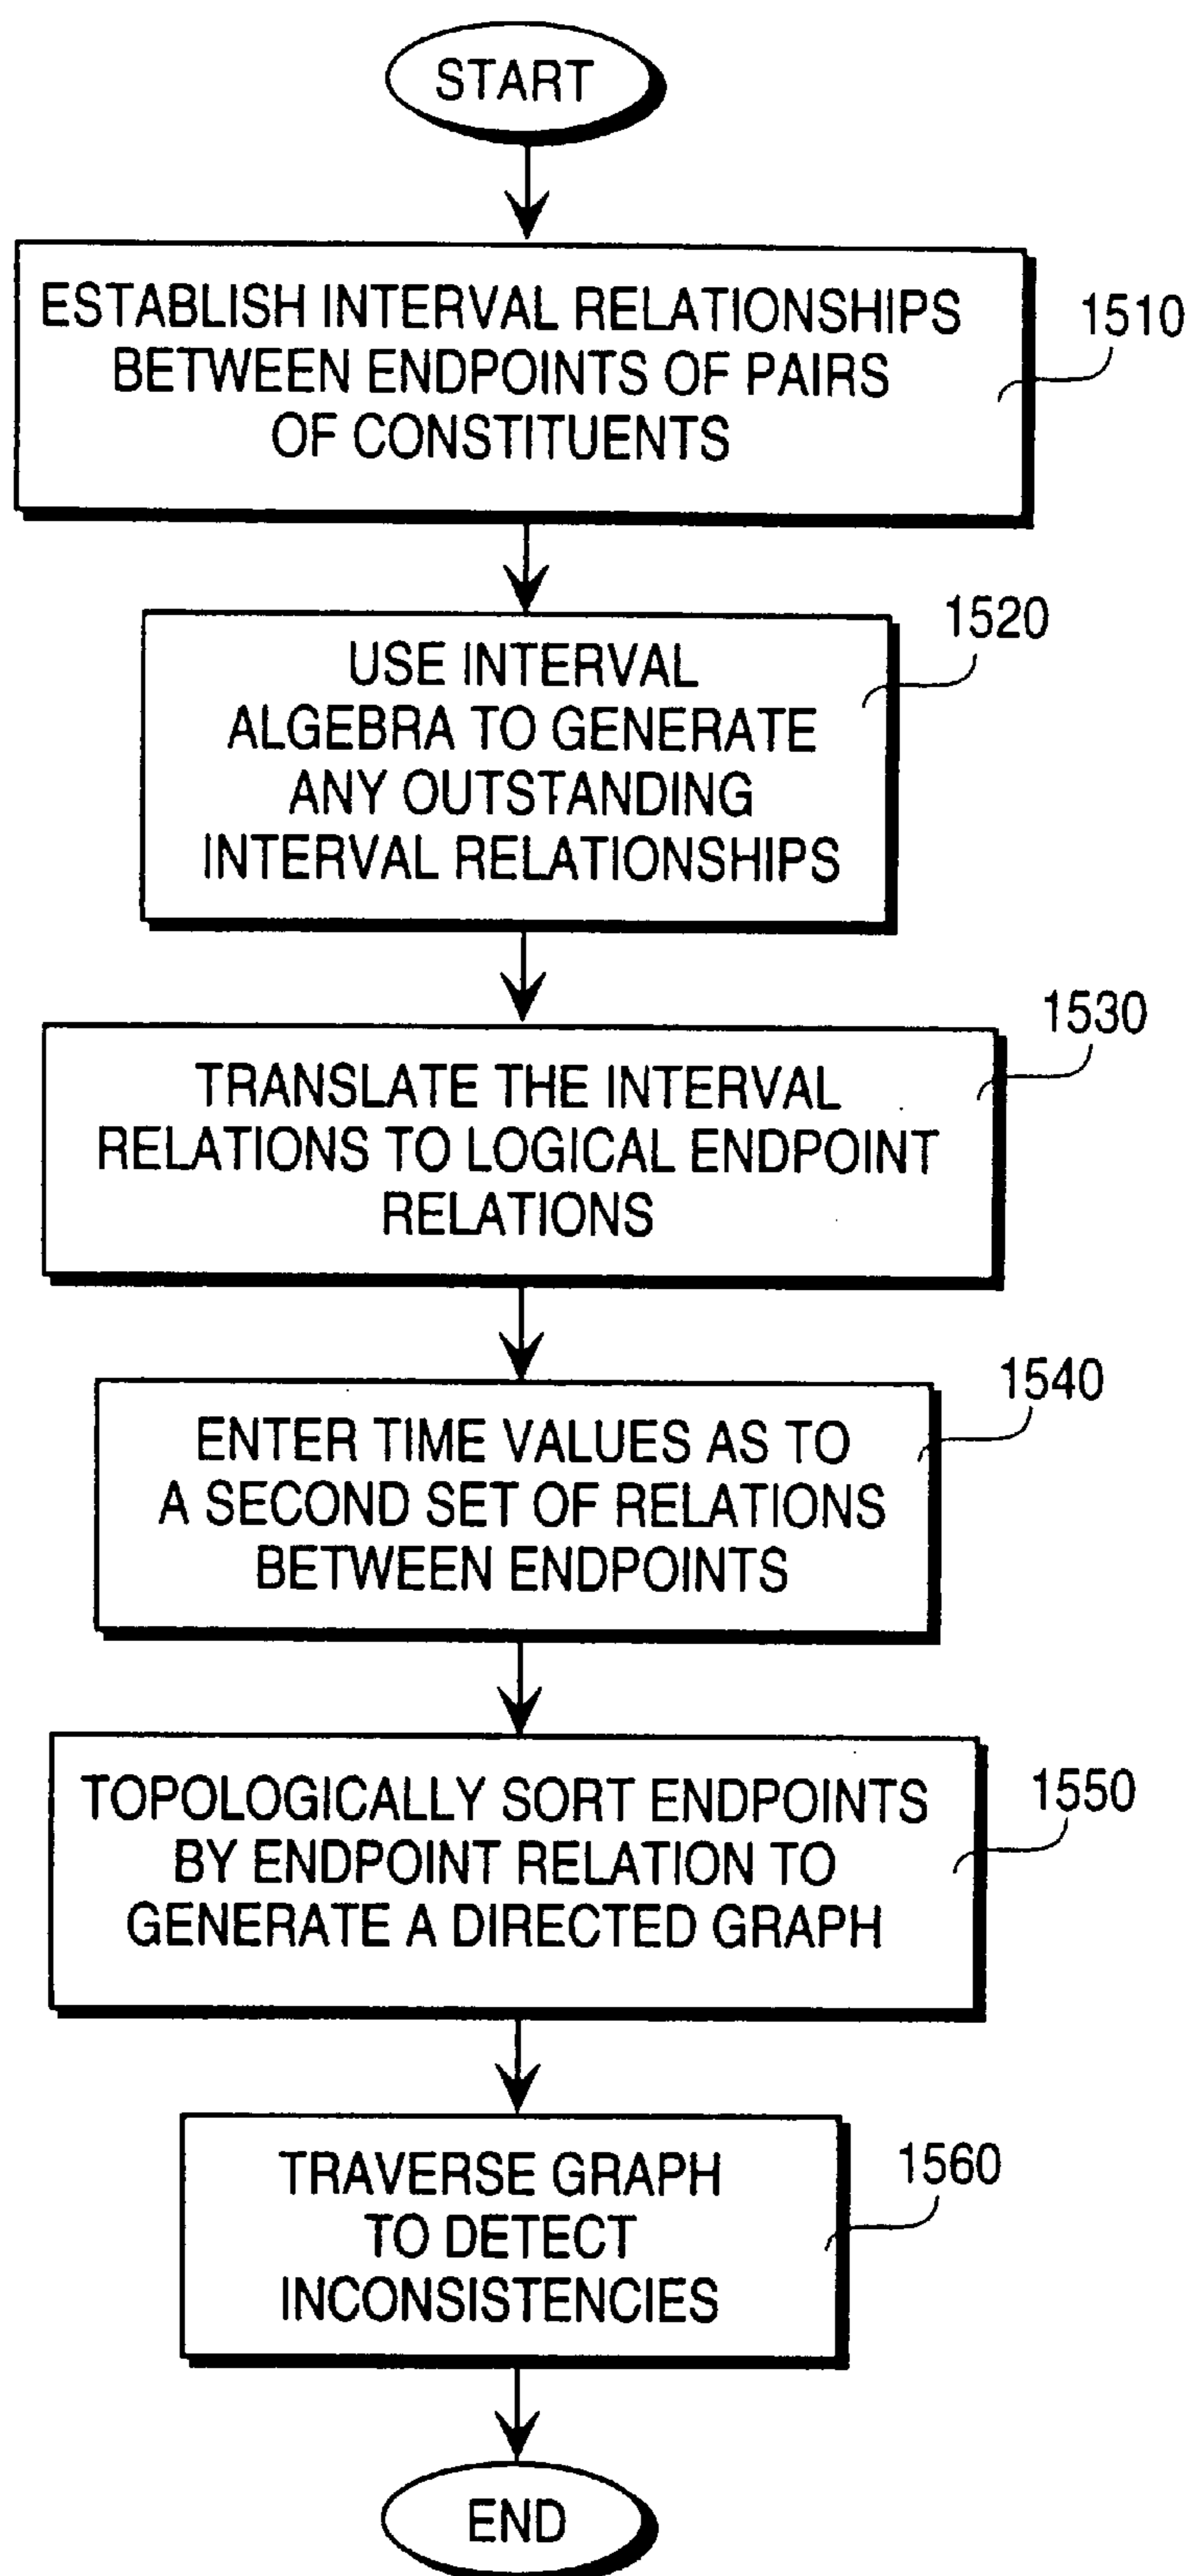 START
ESTABLISH INTERVAL RELATIONSHIPS
BETWEEN ENDPOINTS OF PAIRS
OF CONSTITUENTS
1510
USE INTERVAL
ALGEBRA TO GENERATE
ANY OUTSTANDING
INTERVAL RELATIONSHIPS
1520
TRANSLATE THE INTERVAL
RELATIONS TO LOGICAL ENDPOINT
RELATIONS
1530
ENTER TIME VALUES AS TO
A SECOND SET OF RELATIONS
BETWEEN ENDPOINTS
1540
TOPOLOGICALLY SORT ENDPOINTS
BY ENDPOINT RELATION TO
GENERATE A DIRECTED GRAPH
1550
TRAVERSE GRAPH
TO DETECT
INCONSISTENCIES
1560
END